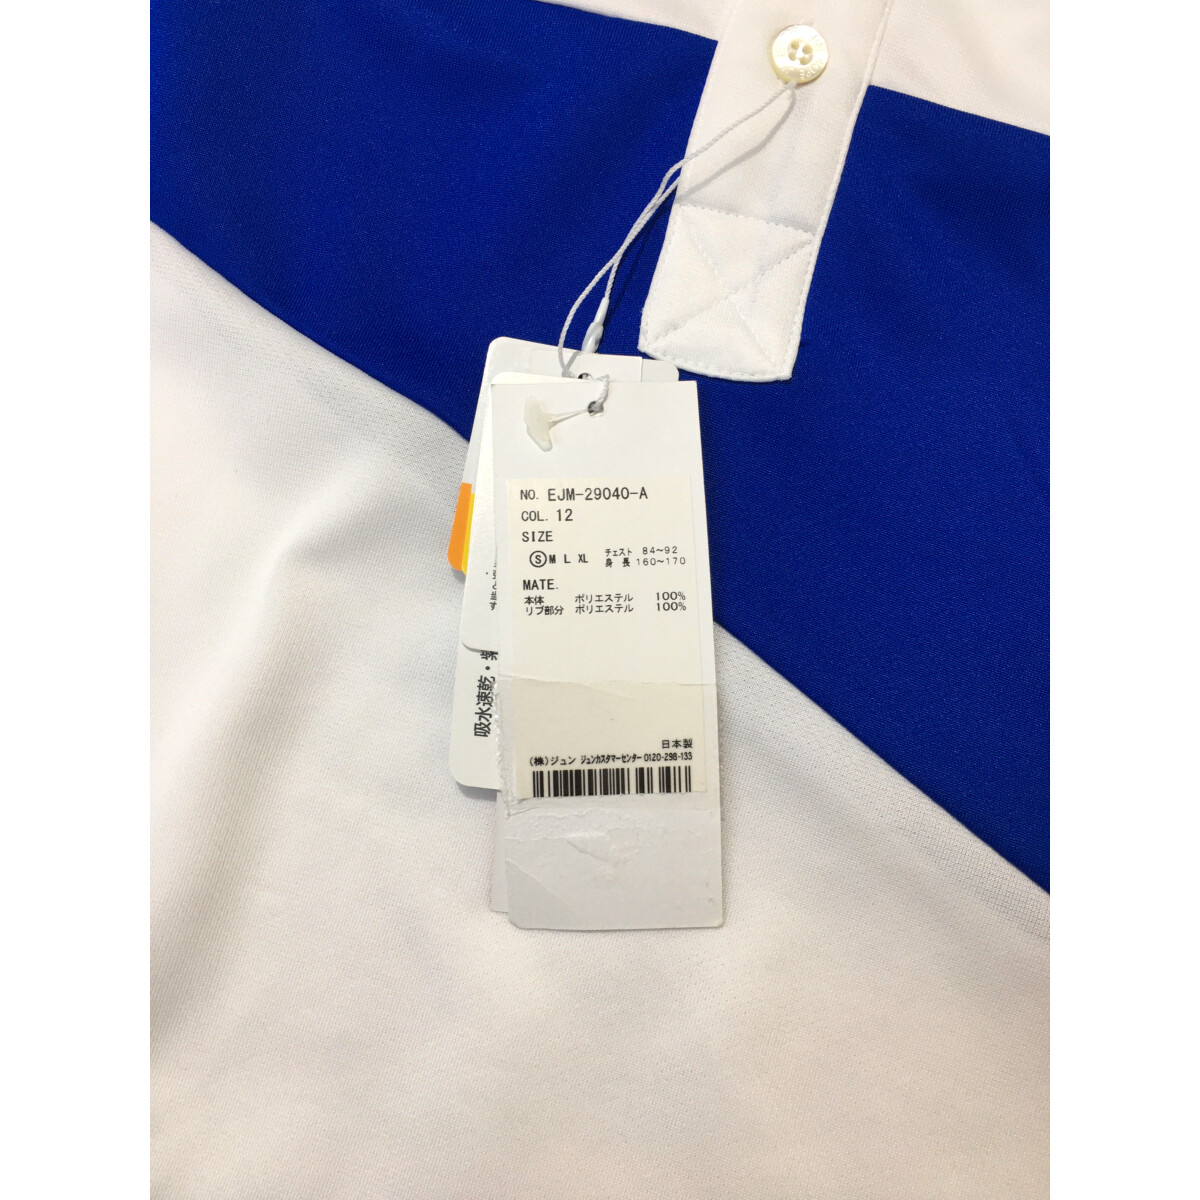 NO. EJM-29040-A
COL. 12
SIZE
Ⓢ M L XL チェスト 84~92
身長 160~170
MATE.
本体 ポリエステル 100%
リブ部分 ポリエステル 100%
日本製
(株)ジュン ジュンカスタマーセンター 0120-298-133
吸水速乾・